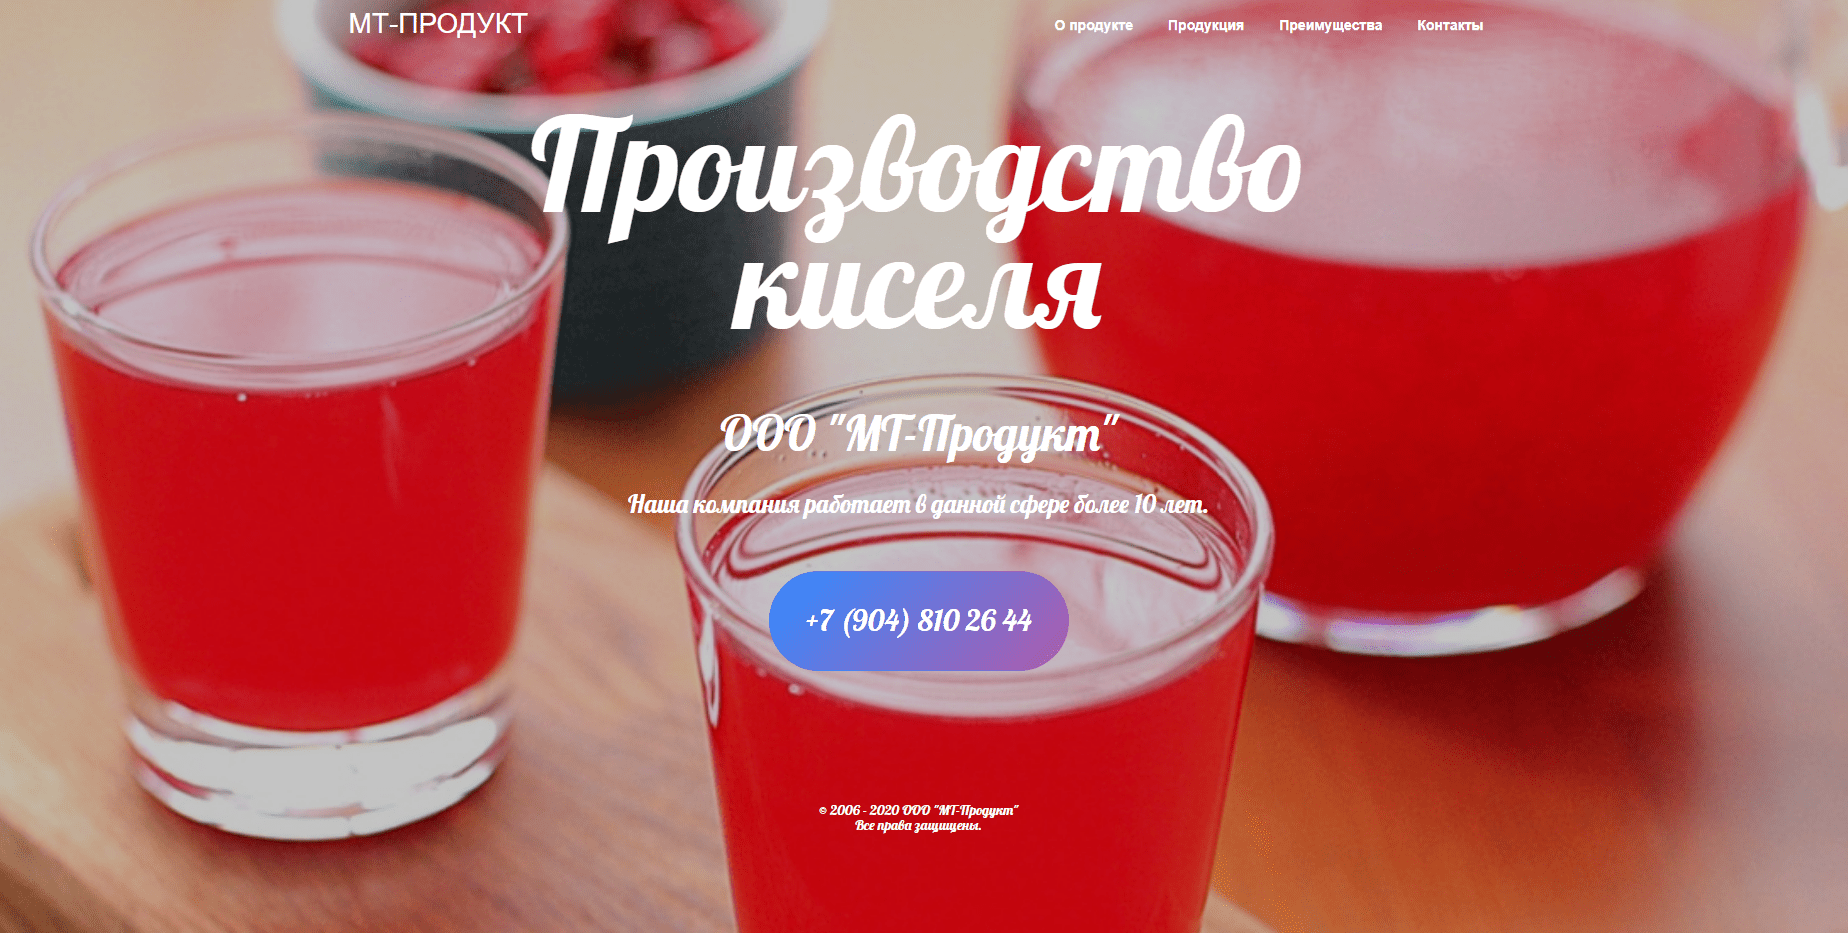 МТ-ПРОДУКТ
О продукте Продукция Преимущества Контакты
Производство
киселя
ООО "МТ-Продукт"
Наша компания работает в данной сфере более 10 лет.
+7 (904) 810 26 44
© 2006 - 2020 ООО "МТ-Продукт"
Все права защищены.